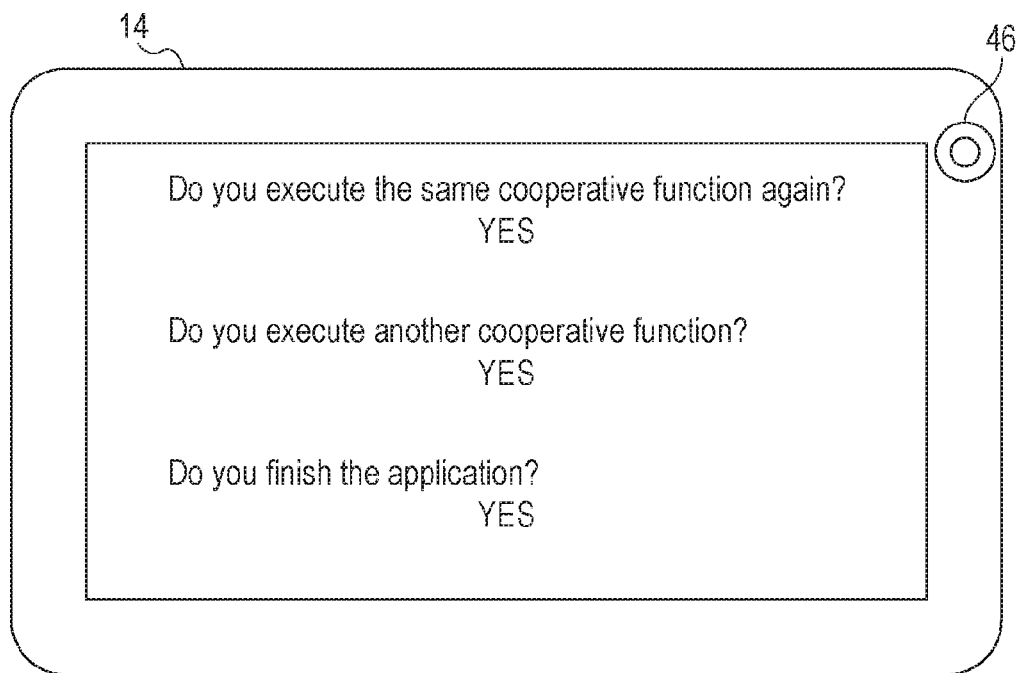 14
46
Do you execute the same cooperative function again?
YES
Do you execute another cooperative function?
YES
Do you finish the application?
YES